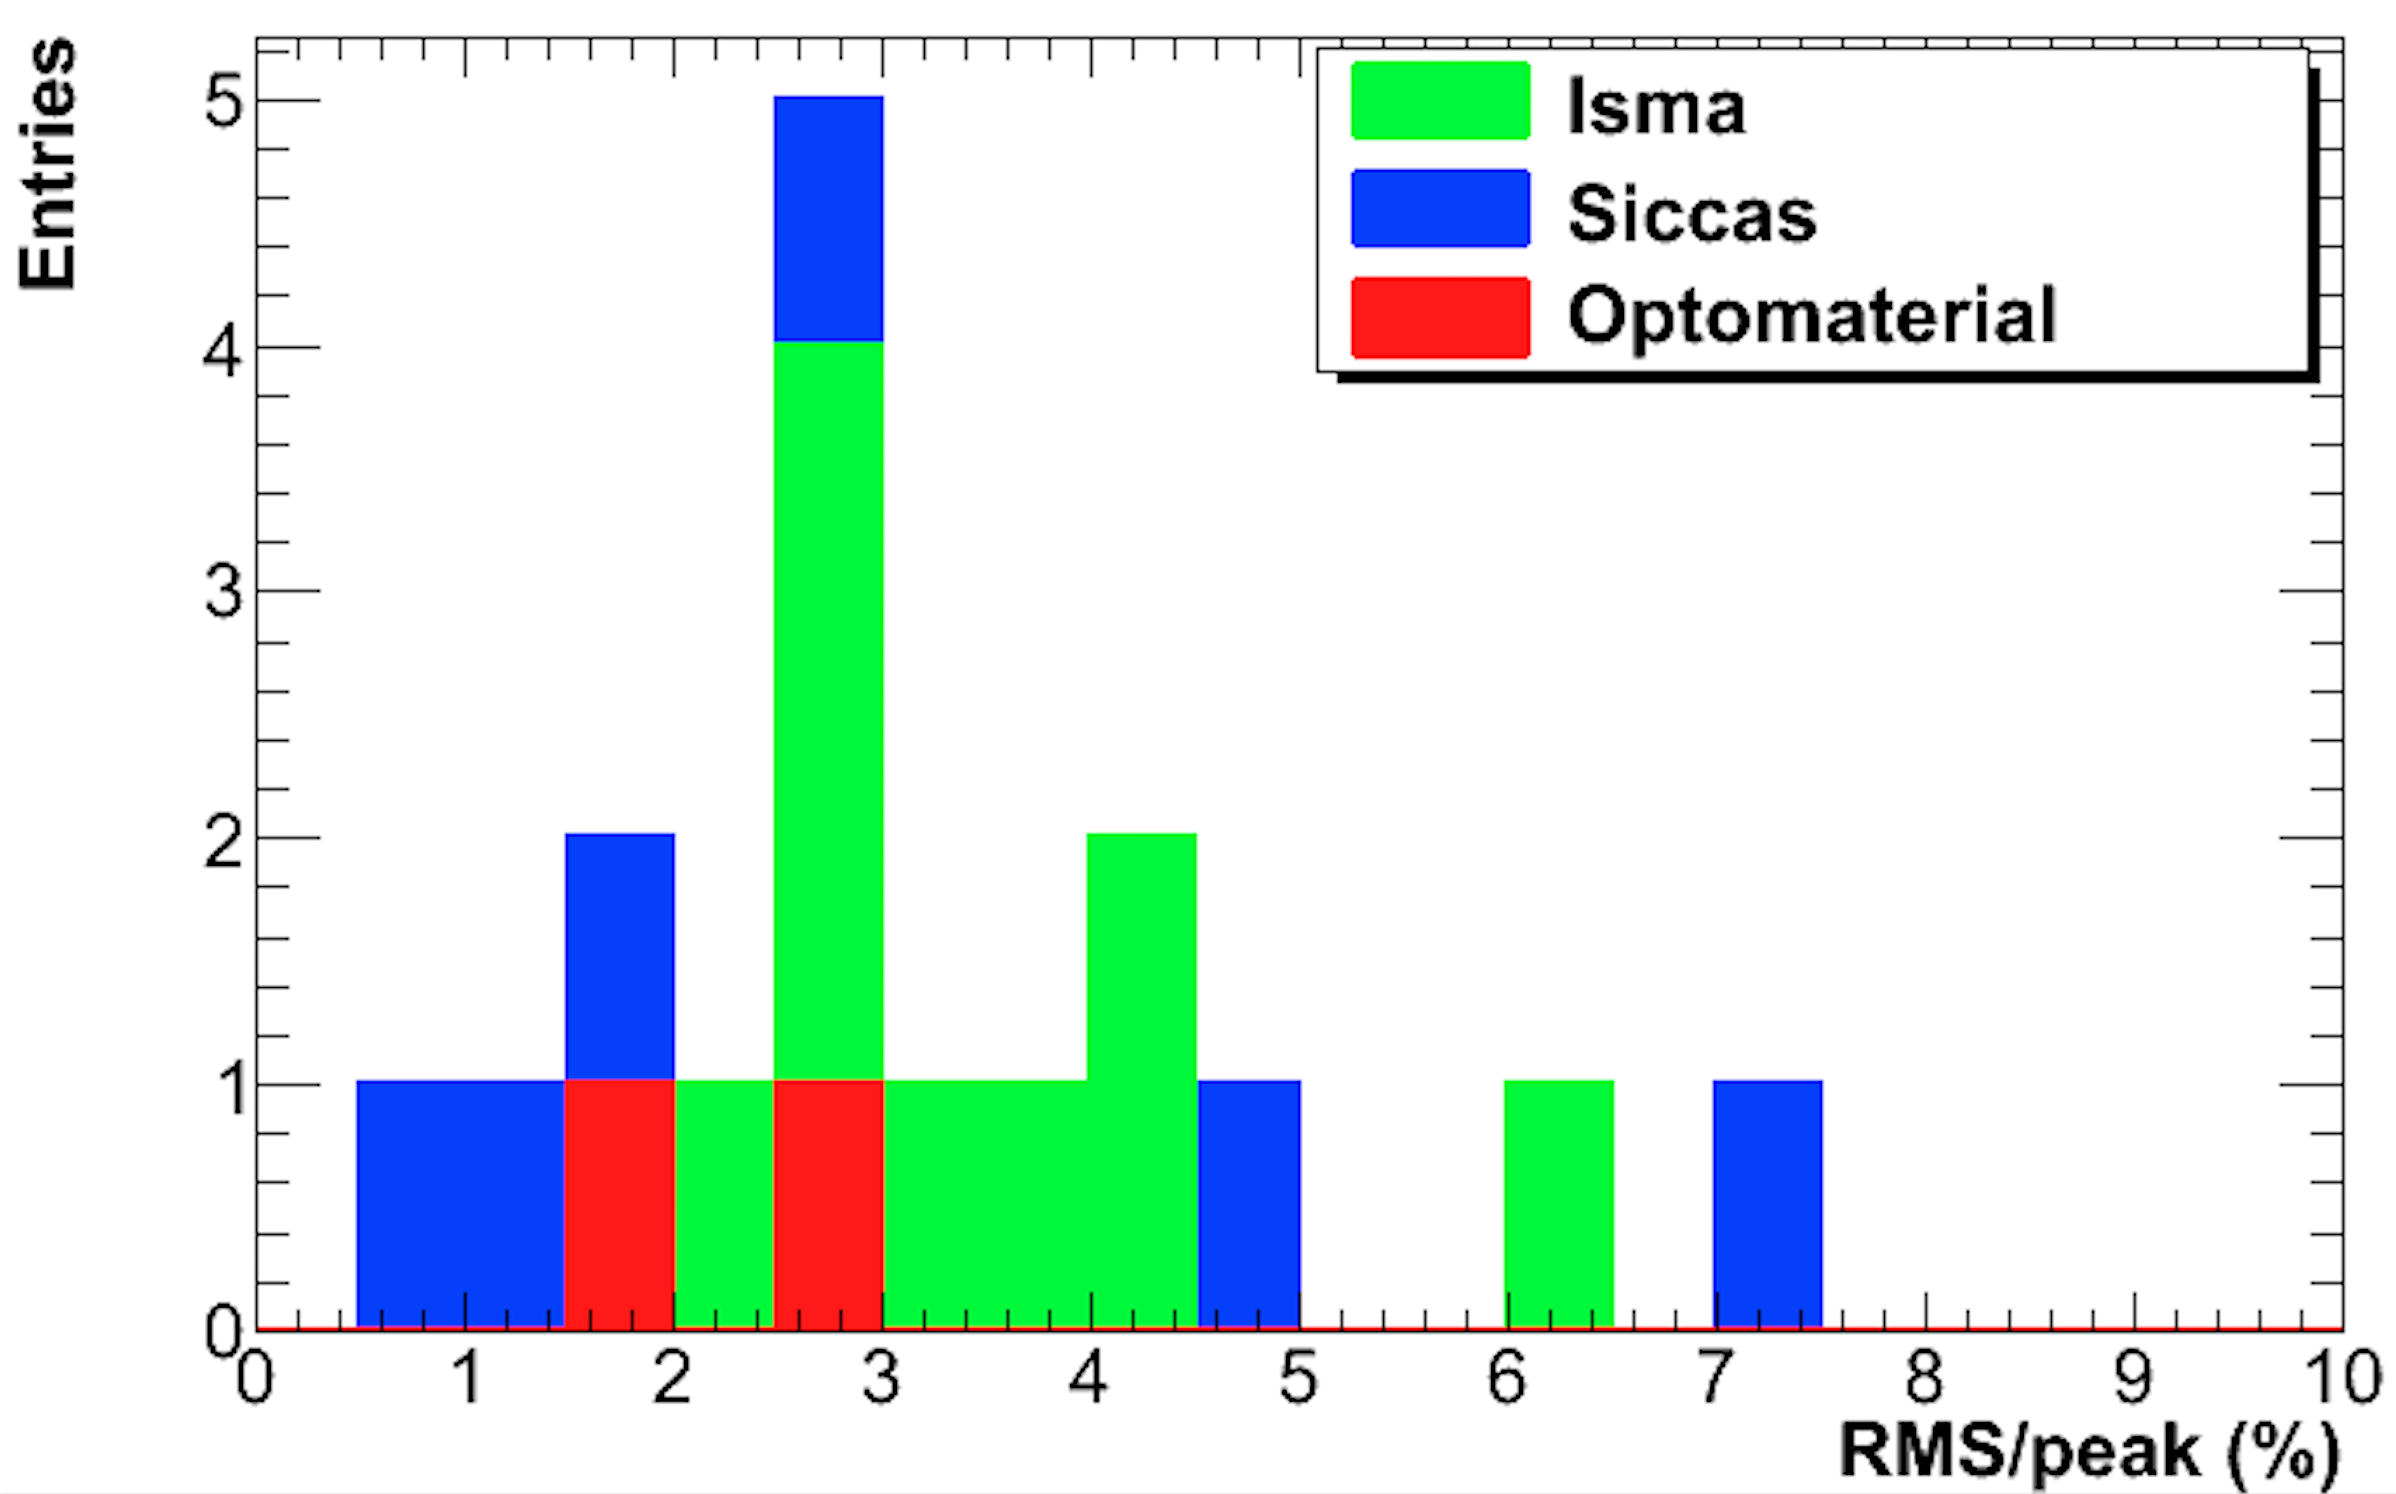 Entries
5
4
3
2
1
0
Isma
Siccas
Optomaterial
0 1 2 3 4 5 6 7 8 9 10
RMS/peak (%)